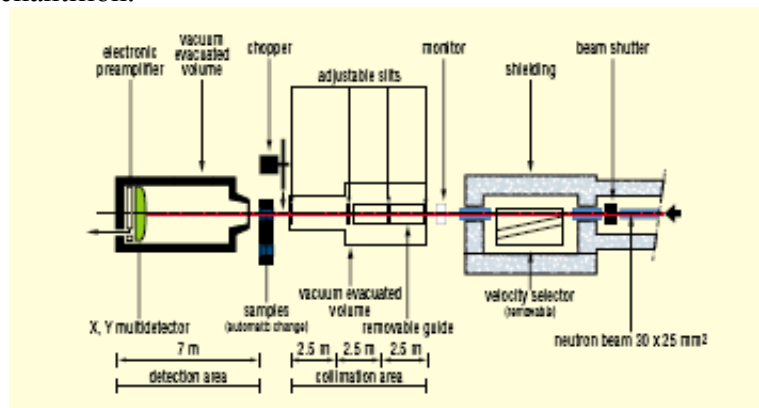 electronic
preamplifier
vacuum
evacuated
volume
chopper
adjustable slits
monitor
shielding
beam shutter
X, Y multidetector
samples
(automatic change)
vacuum evacuated
volume
removable guide
velocity selector
(removable)
neutron beam 30 x 25 mm²
7 m
2.5 m 2.5 m 2.5 m
detection area
collimation area